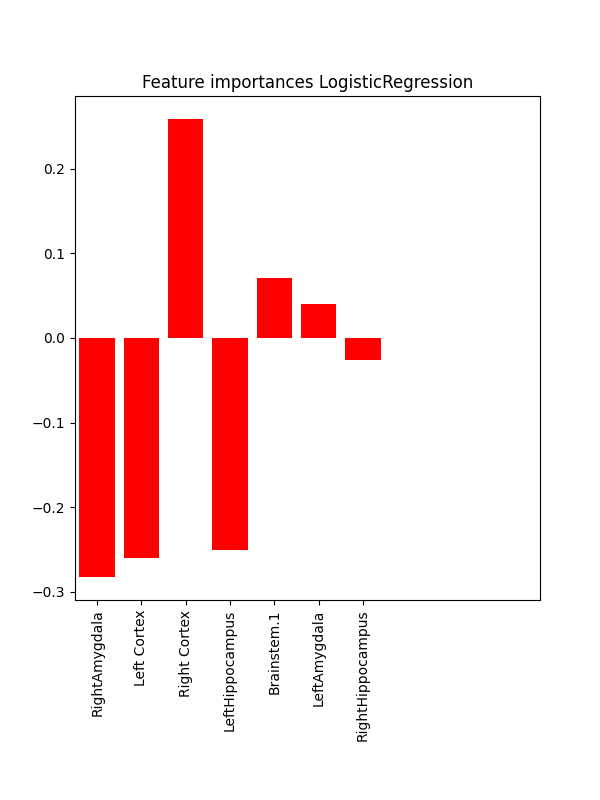 Feature importances LogisticRegression
0.2
0.1
0.0
−0.1
−0.2
−0.3
RightAmygdala
Left Cortex
Right Cortex
LeftHippocampus
Brainstem.1
LeftAmygdala
RightHippocampus